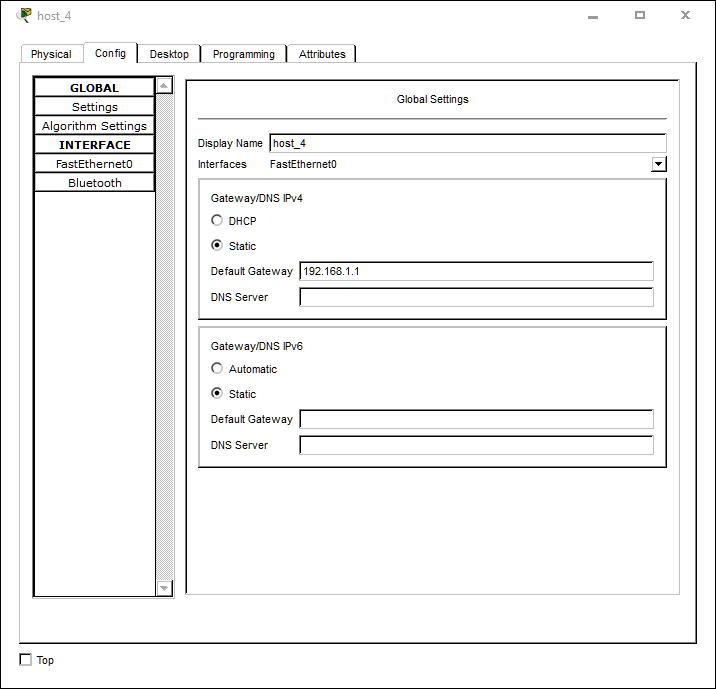 host_4
Physical Config Desktop Programming Attributes
GLOBAL
Settings
Algorithm Settings
INTERFACE
FastEthernet0
Bluetooth
Global Settings
Display Name host_4
Interfaces FastEthernet0
Gateway/DNS IPv4
DHCP
Static
Default Gateway 192.168.1.1
DNS Server
Gateway/DNS IPv6
Automatic
Static
Default Gateway
DNS Server
Top